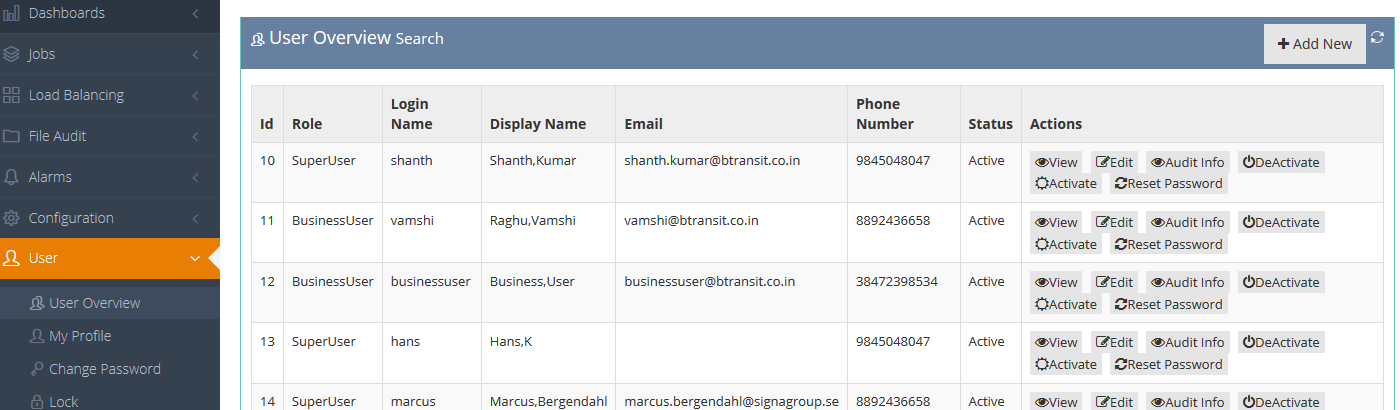 Dashboards
Jobs
Load Balancing
File Audit
Alarms
Configuration
User
User Overview
My Profile
Change Password
Lock
User Overview Search
Add New
Id Role Login Name Display Name Email Phone Number Status Actions
10 SuperUser shanth Shanth,Kumar shanth.kumar@btransit.co.in 9845048047 Active View Edit Audit Info DeActivate
Activate Reset Password
11 BusinessUser vamshi Raghu,Vamshi vamshi@btransit.co.in 8892436658 Active View Edit Audit Info DeActivate
Activate Reset Password
12 BusinessUser businessuser Business,User businessuser@btransit.co.in 38472398534 Active View Edit Audit Info DeActivate
Activate Reset Password
13 SuperUser hans Hans,K 9845048047 Active View Edit Audit Info DeActivate
Activate Reset Password
14 SuperUser marcus Marcus,Bergendahl marcus.bergendahl@signagroup.se 8892436658 Active View Edit Audit Info DeActivate